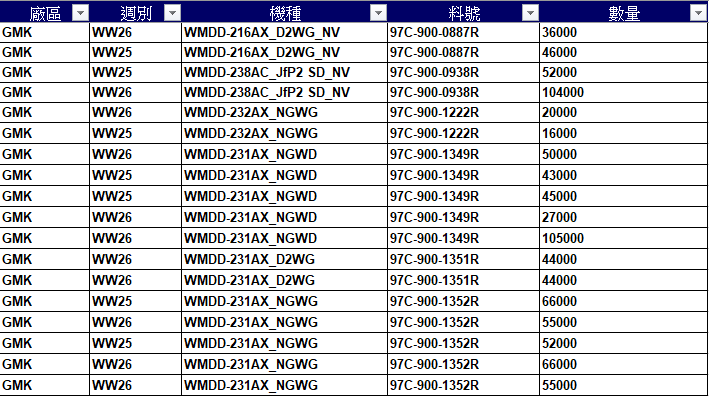 廠區 週別 機種 料號 數量
GMK WW26 WMDD-216AX_D2WG_NV 97C-900-0887R 36000
GMK WW25 WMDD-216AX_D2WG_NV 97C-900-0887R 46000
GMK WW25 WMDD-238AC_JfP2 SD_NV 97C-900-0938R 52000
GMK WW26 WMDD-238AC_JfP2 SD_NV 97C-900-0938R 104000
GMK WW26 WMDD-232AX_NGWG 97C-900-1222R 20000
GMK WW25 WMDD-232AX_NGWG 97C-900-1222R 16000
GMK WW26 WMDD-231AX_NGWD 97C-900-1349R 50000
GMK WW25 WMDD-231AX_NGWD 97C-900-1349R 43000
GMK WW25 WMDD-231AX_NGWD 97C-900-1349R 45000
GMK WW26 WMDD-231AX_NGWD 97C-900-1349R 27000
GMK WW26 WMDD-231AX_NGWD 97C-900-1349R 105000
GMK WW26 WMDD-231AX_D2WG 97C-900-1351R 44000
GMK WW26 WMDD-231AX_D2WG 97C-900-1351R 44000
GMK WW25 WMDD-231AX_NGWG 97C-900-1352R 66000
GMK WW26 WMDD-231AX_NGWG 97C-900-1352R 55000
GMK WW25 WMDD-231AX_NGWG 97C-900-1352R 52000
GMK WW26 WMDD-231AX_NGWG 97C-900-1352R 66000
GMK WW26 WMDD-231AX_NGWG 97C-900-1352R 55000